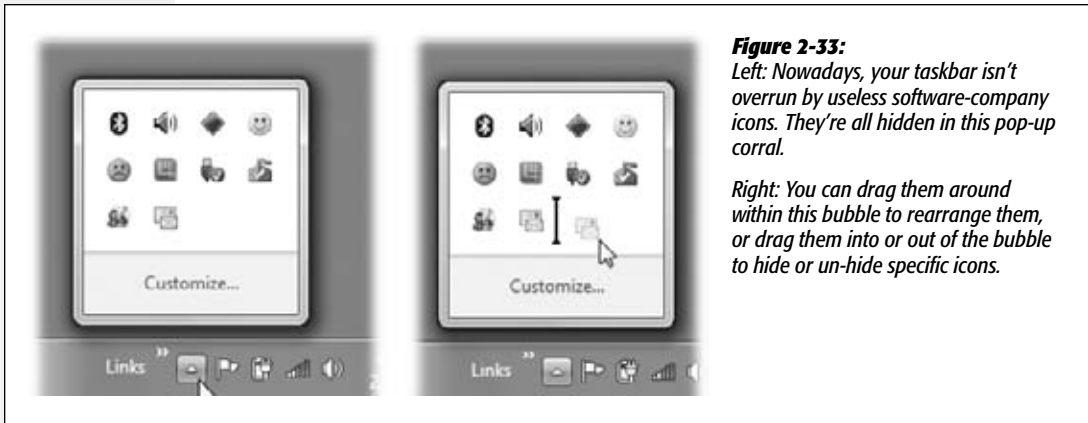 Customize...
Links »
Customize...
Links »
Figure 2-33:
Left: Nowadays, your taskbar isn't
overrun by useless software-company
icons. They're all hidden in this pop-up
corral.
Right: You can drag them around
within this bubble to rearrange them,
or drag them into or out of the bubble
to hide or un-hide specific icons.